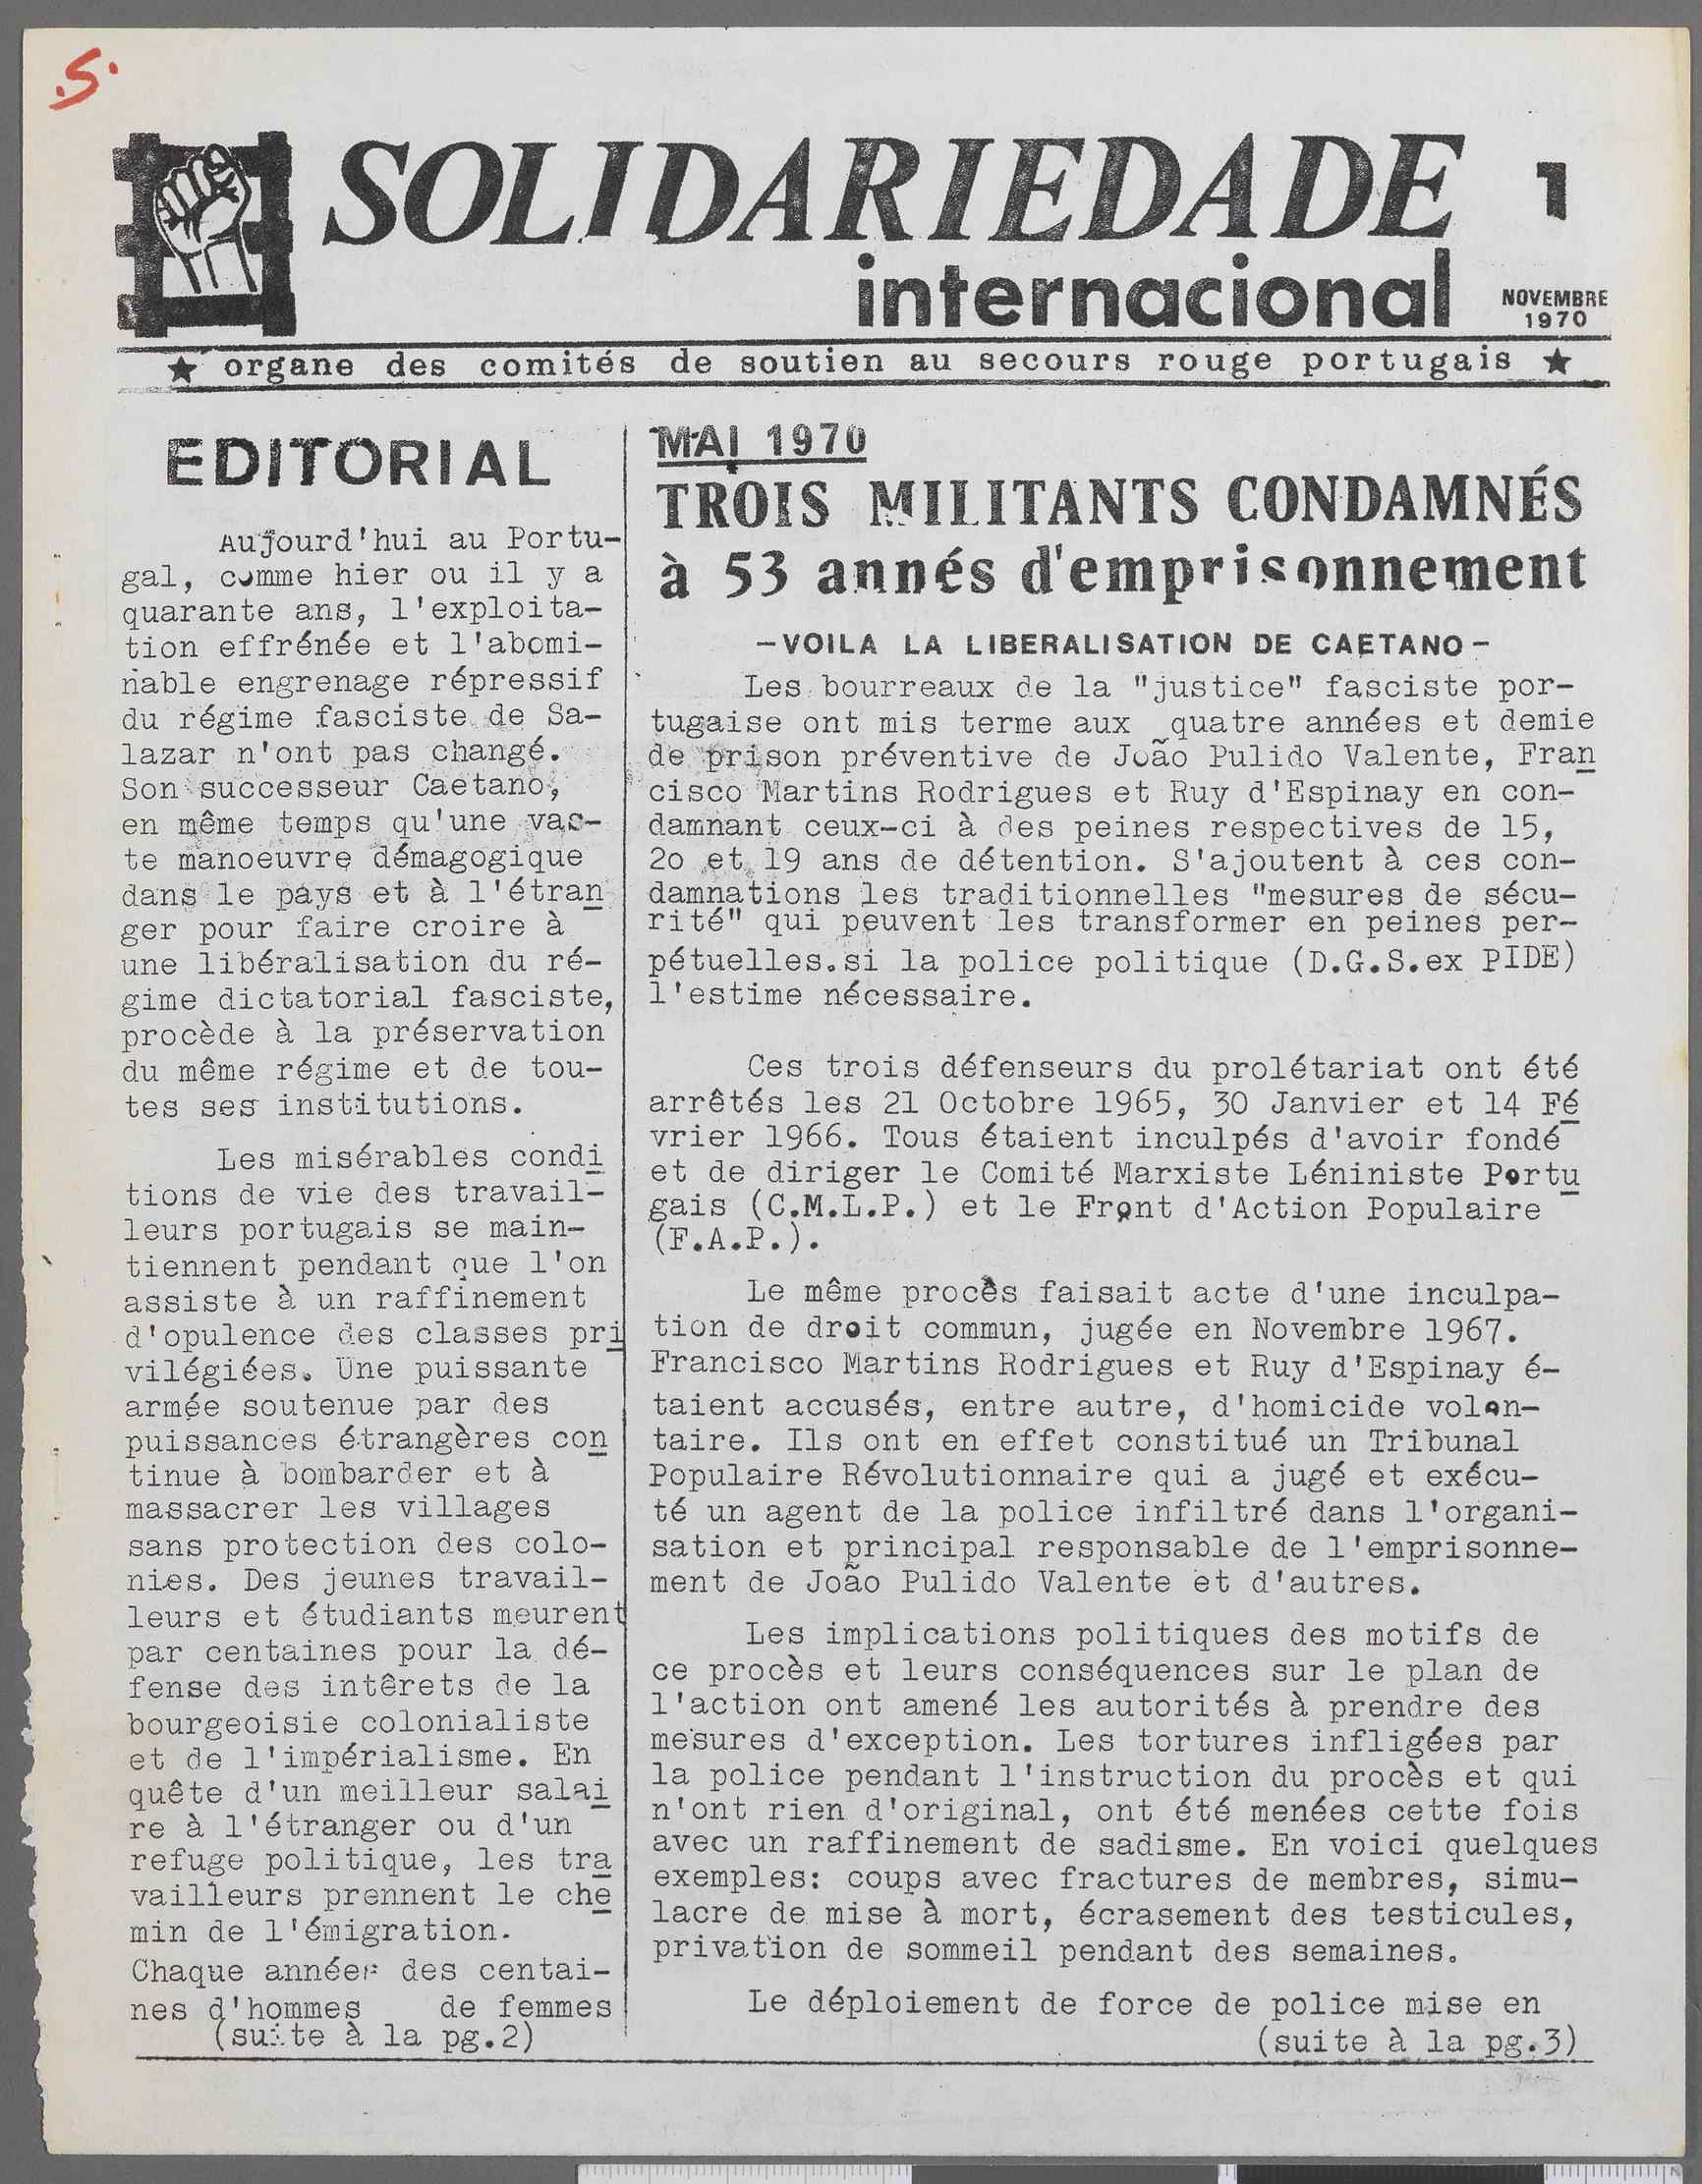 .S.
SOLIDARIEDADE 1
internacional
NOVEMBRE
1970
★ organe des comités de soutien au secours rouge portugais ★
EDITORIAL
Aujourd'hui au Portu-
gal, comme hier ou il y a
quarante ans, l'exploita-
tion effrénée et l'abomi-
nable engrenage répressif
du régime fasciste de Sa-
lazar n'ont pas changé.
Son successeur Caetano,
en même temps qu'une vas-
te manoeuvre démagogique
dans le pays et à l'étran
ger pour faire croire à
une libéralisation du ré-
gime dictatorial fasciste,
procède à la préservation
du même régime et de tou-
tes ses institutions.
Les misérables condi
tions de vie des travail-
leurs portugais se main-
tiennent pendant que l'on
assiste à un raffinement
d'opulence des classes pri
vilégiées. Une puissante
armée soutenue par des
puissances étrangères con
tinue à bombarder et à
massacrer les villages
sans protection des colo-
nies. Des jeunes travail-
leurs et étudiants meurent
par centaines pour la dé-
fense des intêrets de la
bourgeoisie colonialiste
et de l'impérialisme. En
quête d'un meilleur salai
re à l'étranger ou d'un
refuge politique, les tra
vailleurs prennent le che
min de l'émigration.
Chaque années des centai-
nes d'hommes de femmes
(suite à la pg.2)
MAI 1970
TROIS MILITANTS CONDAMNÉS
à 53 annés d'emprisonnement
-VOILA LA LIBERALISATION DE CAETANO-
Les bourreaux de la "justice" fasciste por-
tugaise ont mis terme aux quatre années et demie
de prison préventive de João Pulido Valente, Fran
cisco Martins Rodrigues et Ruy d'Espinay en con-
damnant ceux-ci à des peines respectives de 15,
2o et 19 ans de détention. S'ajoutent à ces con-
damnations les traditionnelles "mesures de sécu-
rité" qui peuvent les transformer en peines per-
pétuelles.si la police politique (D.G.S.ex PIDE)
l'estime nécessaire.
Ces trois défenseurs du prolétariat ont été
arrêtés les 21 Octobre 1965, 30 Janvier et 14 Fé
vrier 1966. Tous étaient inculpés d'avoir fondé
et de diriger le Comité Marxiste Léniniste Portu
gais (C.M.L.P.) et le Front d'Action Populaire
(F.A.P.).
Le même procès faisait acte d'une inculpa-
tion de droit commun, jugée en Novembre 1967.
Francisco Martins Rodrigues et Ruy d'Espinay é-
taient accusés, entre autre, d'homicide volon-
taire. Ils ont en effet constitué un Tribunal
Populaire Révolutionnaire qui a jugé et exécu-
té un agent de la police infiltré dans l'organi-
sation et principal responsable de l'emprisonne-
ment de João Pulido Valente et d'autres.
Les implications politiques des motifs de
ce procès et leurs conséquences sur le plan de
l'action ont amené les autorités à prendre des
mesures d'exception. Les tortures infligées par
la police pendant l'instruction du procès et qui
n'ont rien d'original, ont été menées cette fois
avec un raffinement de sadisme. En voici quelques
exemples: coups avec fractures de membres, simu-
lacre de mise à mort, écrasement des testicules,
privation de sommeil pendant des semaines.
Le déploiement de force de police mise en
(suite à la pg.3)